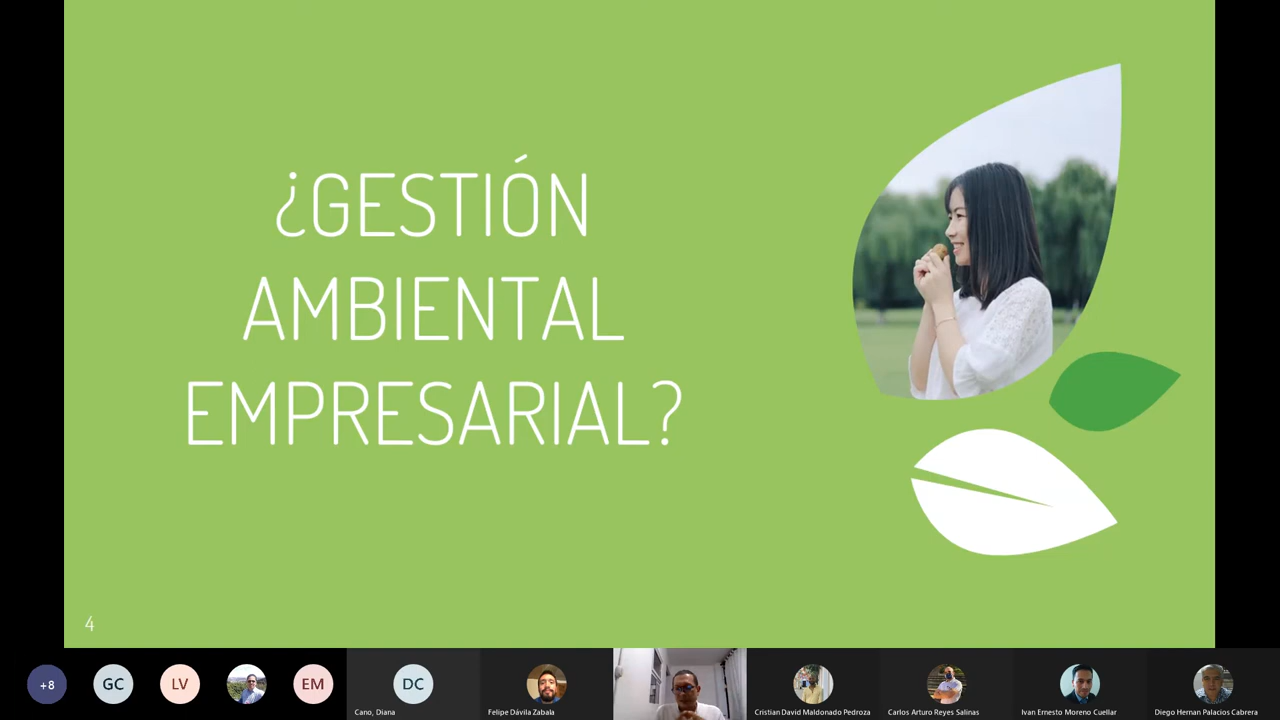 ¿GESTIÓN
AMBIENTAL
EMPRESARIAL?
4
+8
GC
LV
EM
DC
Cano, Diana
Felipe Dávila Zabala
Cristian David Maldonado Pedroza
Carlos Arturo Reyes Salinas
Ivan Ernesto Moreno Cuellar
Diego Hernan Palacios Cabrera